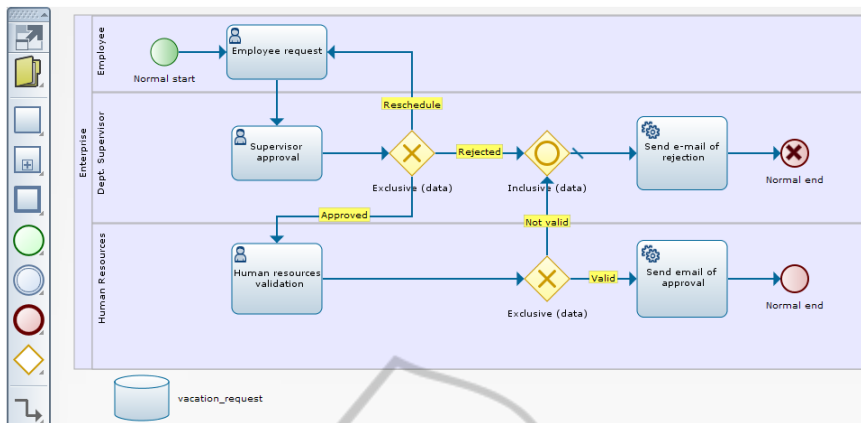 Enterprise
Employee
Normal start
Employee request
Reschedule
Dept. Supervisor
Supervisor
approval
Exclusive (data)
Rejected
Inclusive (data)
Send e-mail of
rejection
Normal end
Approved
Not valid
Human Resources
Human resources
validation
Exclusive (data)
Valid
Send email of
approval
Normal end
vacation_request